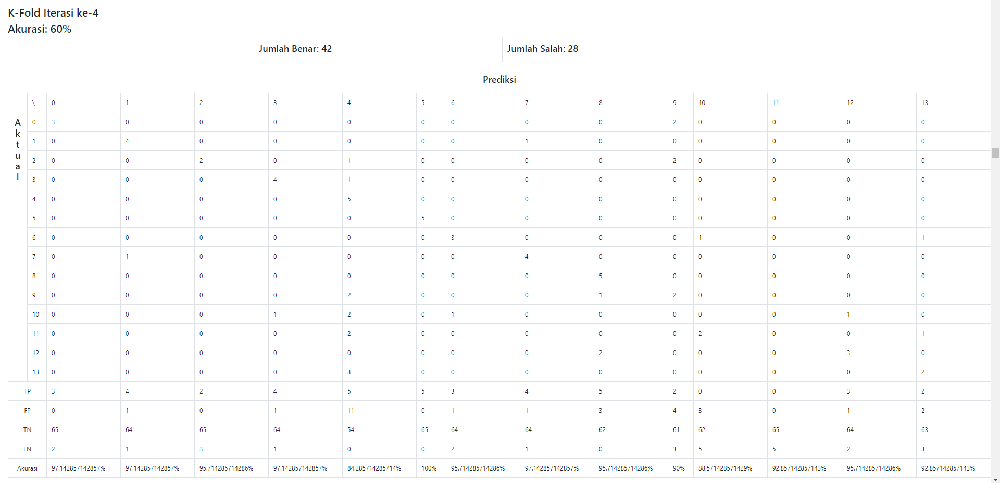 K-Fold Iterasi ke-4
Akurasi: 60%
Jumlah Benar: 42 Jumlah Salah: 28
Prediksi
\ 0 1 2 3 4 5 6 7 8 9 10 11 12 13
Aktual
0 3 0 0 0 0 0 0 0 0 2 0 0 0 0
1 0 4 0 0 0 0 0 1 0 0 0 0 0 0
2 0 0 2 0 1 0 0 0 0 2 0 0 0 0
3 0 0 0 4 1 0 0 0 0 0 0 0 0 0
4 0 0 0 0 5 0 0 0 0 0 0 0 0 0
5 0 0 0 0 0 5 0 0 0 0 0 0 0 0
6 0 0 0 0 0 0 3 0 0 0 1 0 0 1
7 0 1 0 0 0 0 0 4 0 0 0 0 0 0
8 0 0 0 0 0 0 0 0 5 0 0 0 0 0
9 0 0 0 0 2 0 0 0 1 2 0 0 0 0
10 0 0 0 1 2 0 1 0 0 0 0 0 1 0
11 0 0 0 0 2 0 0 0 0 0 2 0 0 1
12 0 0 0 0 0 0 0 0 2 0 0 0 3 0
13 0 0 0 0 3 0 0 0 0 0 0 0 0 2
TP 3 4 2 4 5 5 3 4 5 2 0 0 3 2
FP 0 1 0 1 11 0 1 1 3 4 3 0 1 2
TN 65 64 65 64 54 65 64 64 62 61 62 65 64 63
FN 2 1 3 1 0 0 2 1 0 3 5 5 2 3
Akurasi 97.142857142857% 97.142857142857% 95.714285714286% 97.142857142857% 84.285714285714% 100% 95.714285714286% 97.142857142857% 95.714285714286% 90% 88.571428571429% 92.857142857143% 95.714285714286% 92.857142857143%